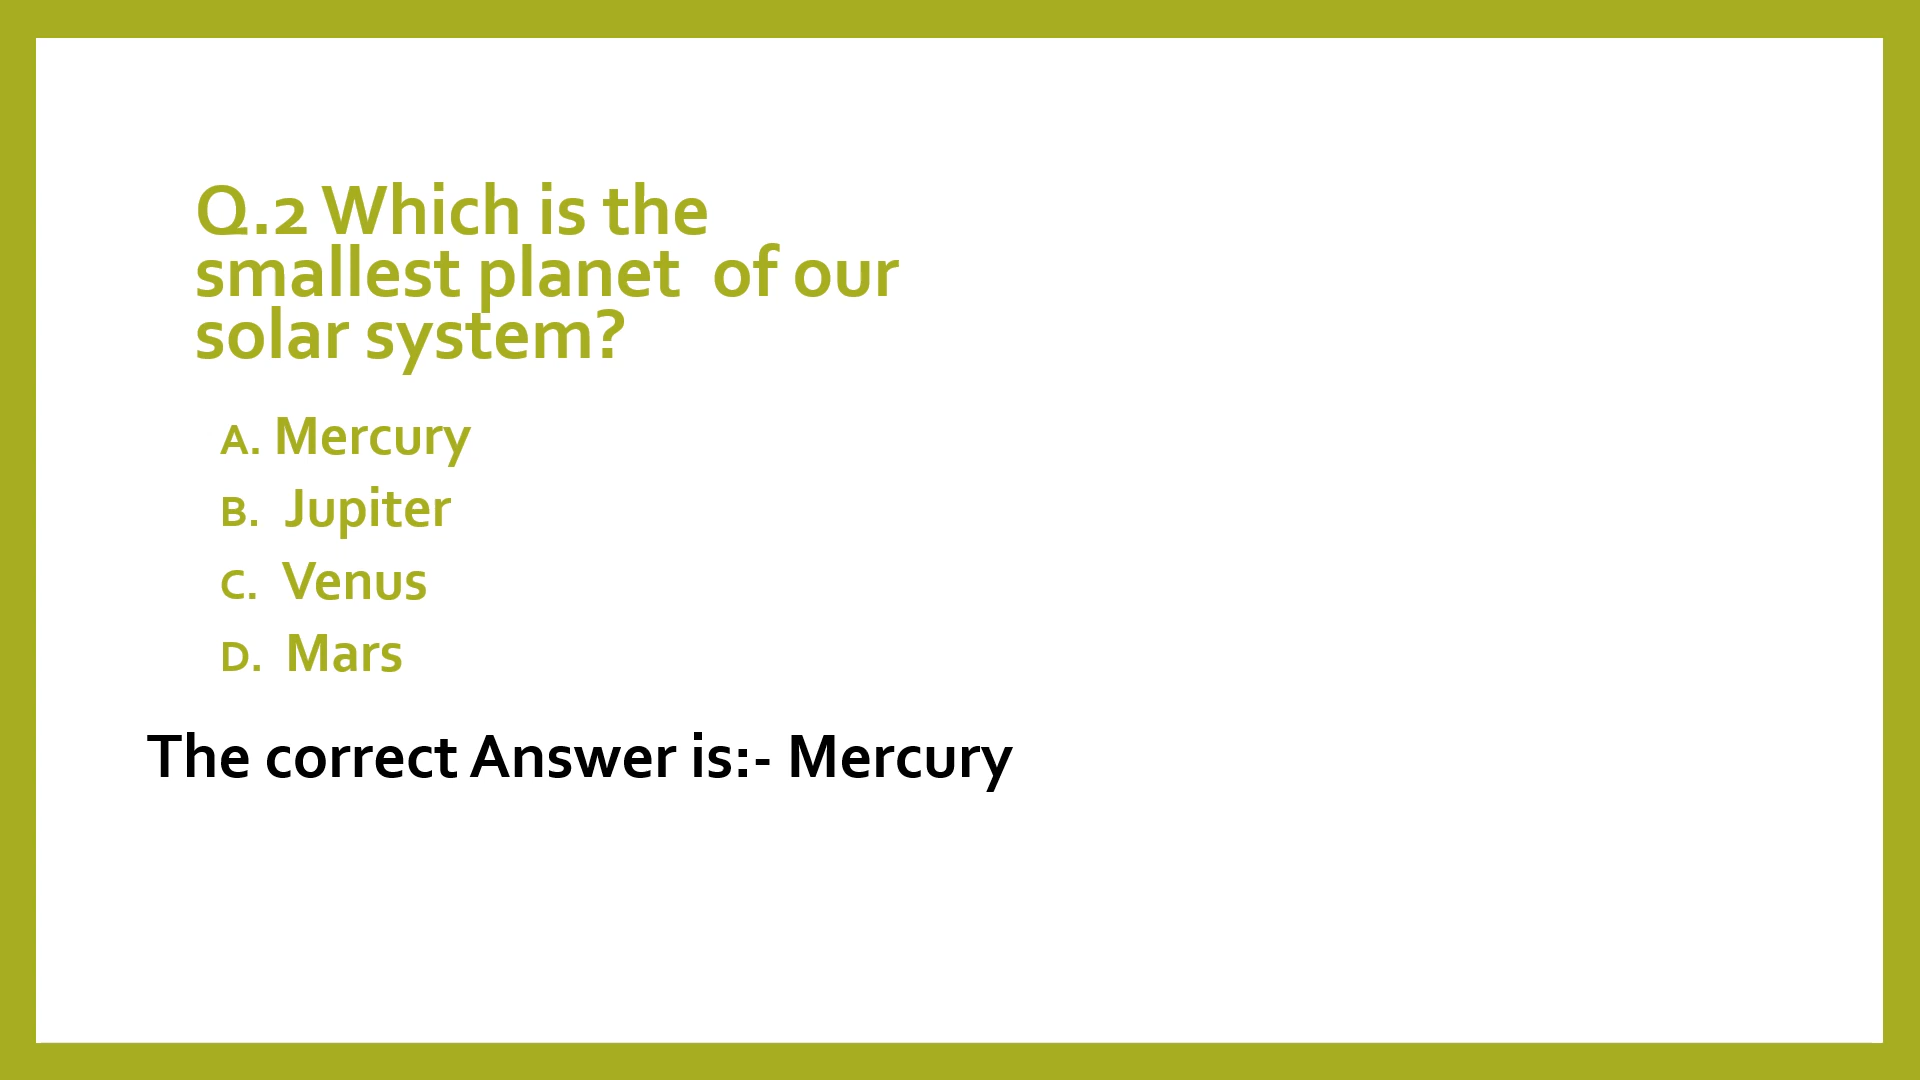 Q.2 Which is the
smallest planet  of our
solar system?
A. Mercury
B.  Jupiter
C.  Venus
D.  Mars
The correct Answer is:- Mercury